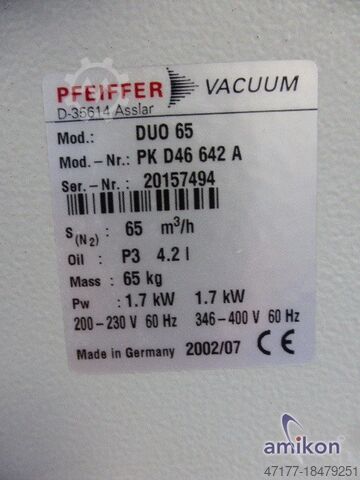 PFEIFFER VACUUM
D-35614 Asslar
Mod.: DUO 65
Mod.-Nr.: PK D46 642 A
Ser.-Nr.: 20157494
S(N2) : 65 m³/h
Oil : P3 4.2 l
Mass : 65 kg
Pw : 1.7 kW 1.7 kW
200-230 V 60 Hz 346-400 V 60 Hz
Made in Germany 2002/07 CE
amikon
47177-18479251